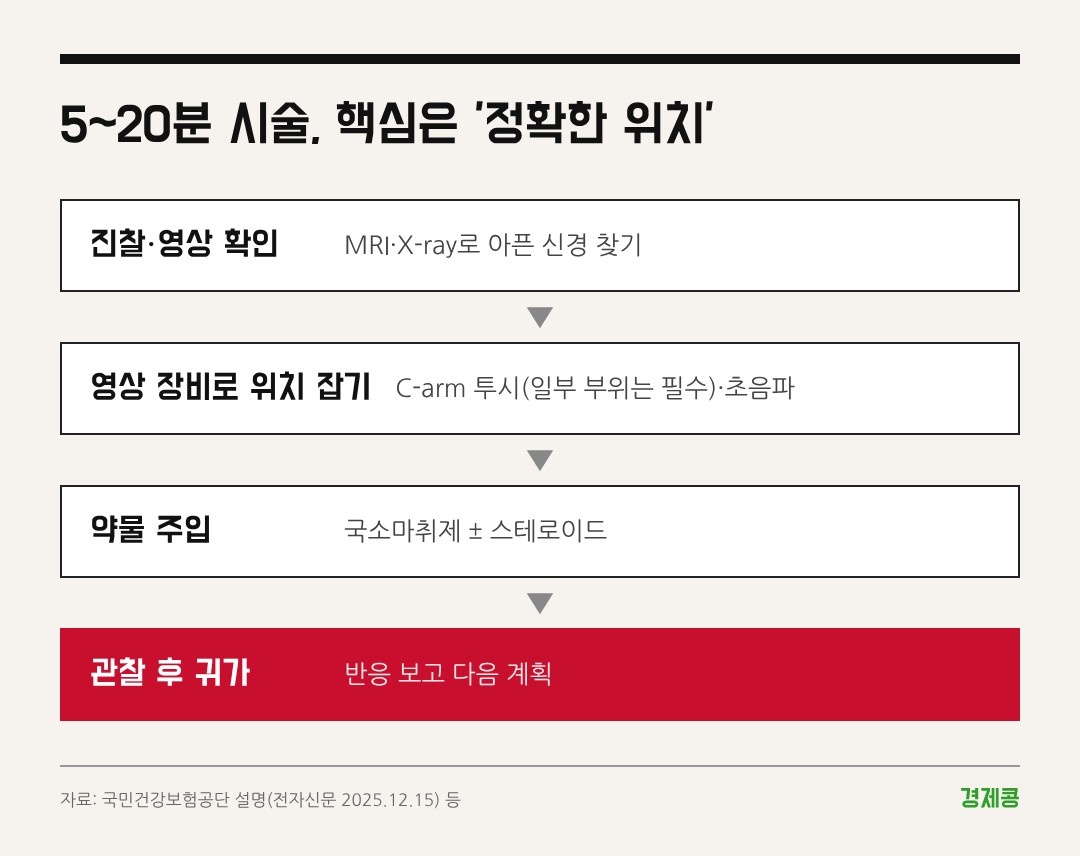 5~20분 시술, 핵심은 '정확한 위치'
진찰·영상 확인 MRI·X-ray로 아픈 신경 찾기
영상 장비로 위치 잡기 C-arm 투시(일부 부위는 필수)·초음파
약물 주입 국소마취제 ± 스테로이드
관찰 후 귀가 반응 보고 다음 계획
자료: 국민건강보험공단 설명(전자신문 2025.12.15) 등
경제콩